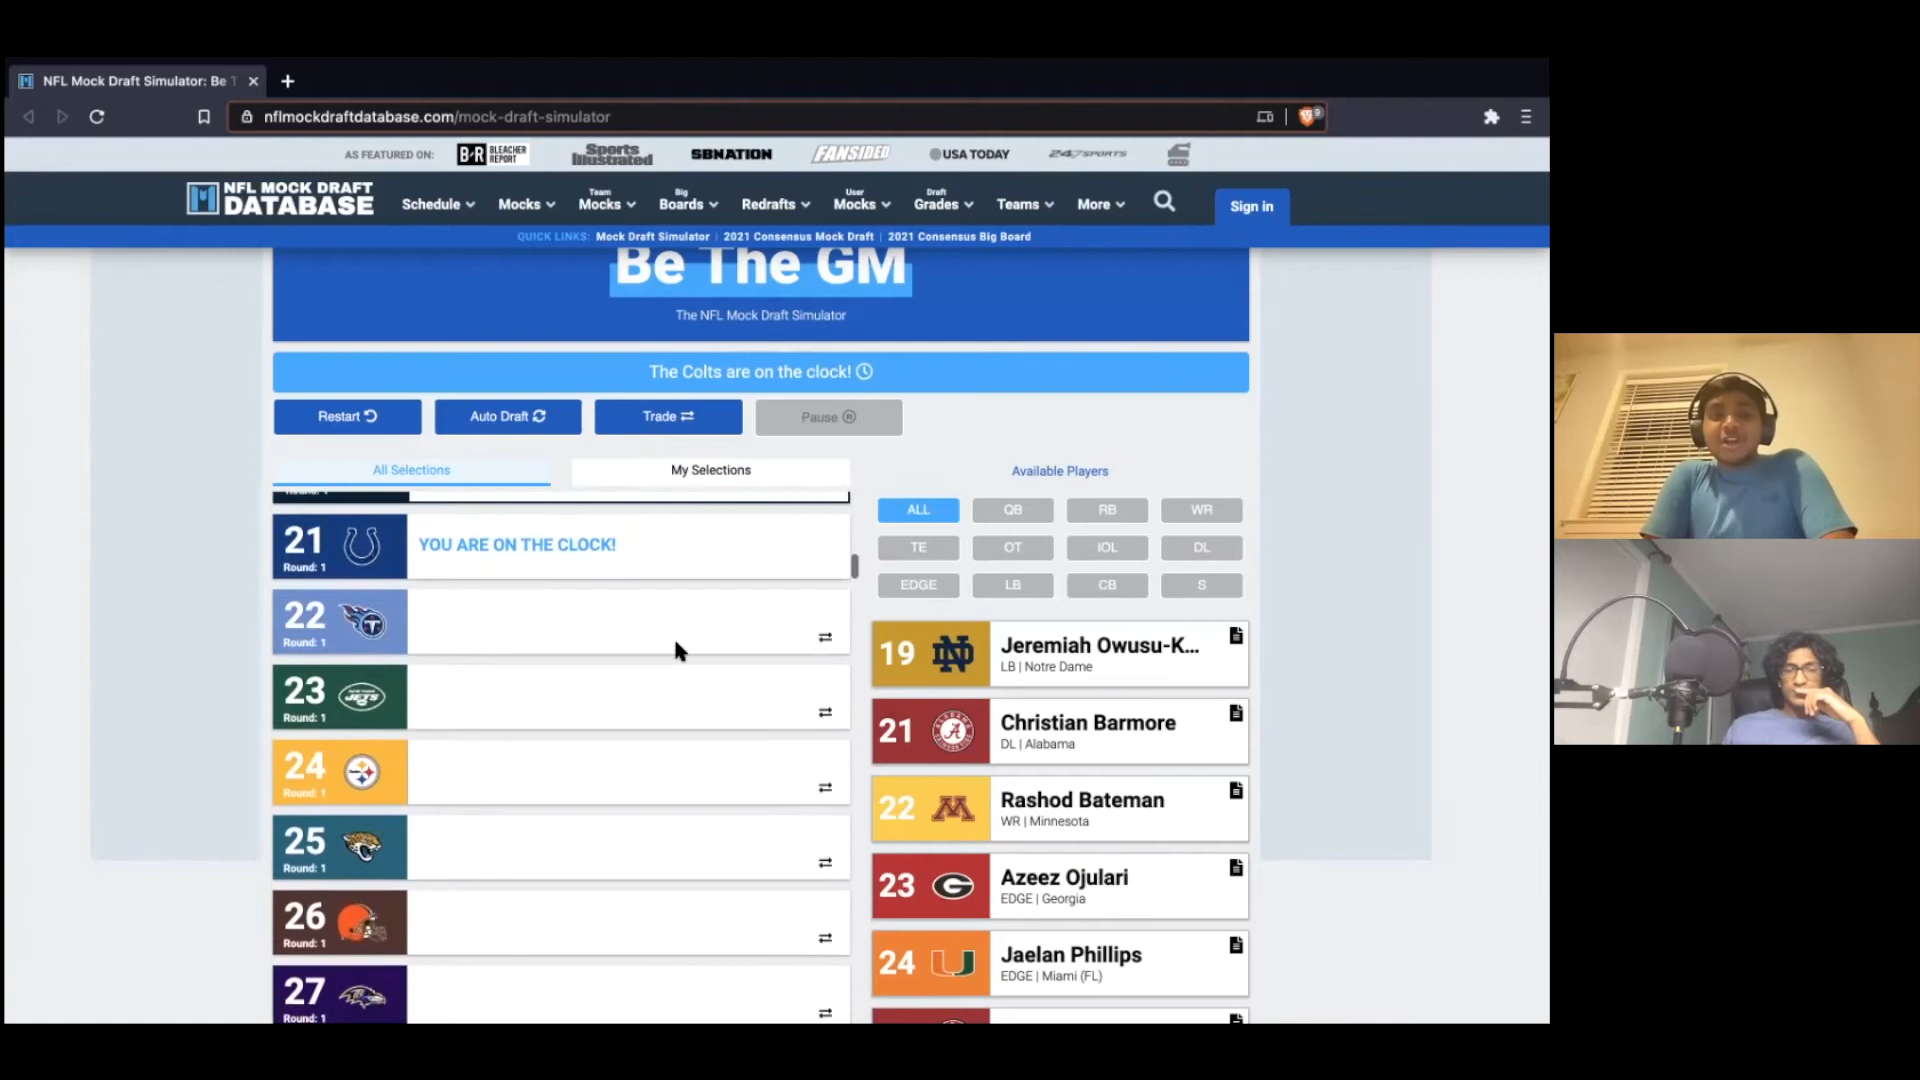 NFL Mock Draft Simulator: Be T
nflmockdraftdatabase.com/mock-draft-simulator
AS FEATURED ON:
B/R BLEACHER REPORT
Sports Illustrated
SBNATION
FANSIDED
USA TODAY
247SPORTS
NFL MOCK DRAFT
DATABASE
Schedule
Mocks
Team
Mocks
Big
Boards
Redrafts
User
Mocks
Draft
Grades
Teams
More
Sign in
QUICK LINKS: Mock Draft Simulator | 2021 Consensus Mock Draft | 2021 Consensus Big Board
Be The GM
The NFL Mock Draft Simulator
The Colts are on the clock!
Restart
Auto Draft
Trade
Pause
All Selections
My Selections
Available Players
Round: 1
21
Round: 1
YOU ARE ON THE CLOCK!
22
Round: 1
23
JETS
Round: 1
24
Round: 1
25
Round: 1
26
Round: 1
27
Round: 1
ALL
QB
RB
WR
TE
OT
IOL
DL
EDGE
LB
CB
S
19
Jeremiah Owusu-K...
LB | Notre Dame
21
Christian Barmore
DL | Alabama
22
Rashod Bateman
WR | Minnesota
23
Azeez Ojulari
EDGE | Georgia
24
Jaelan Phillips
EDGE | Miami (FL)